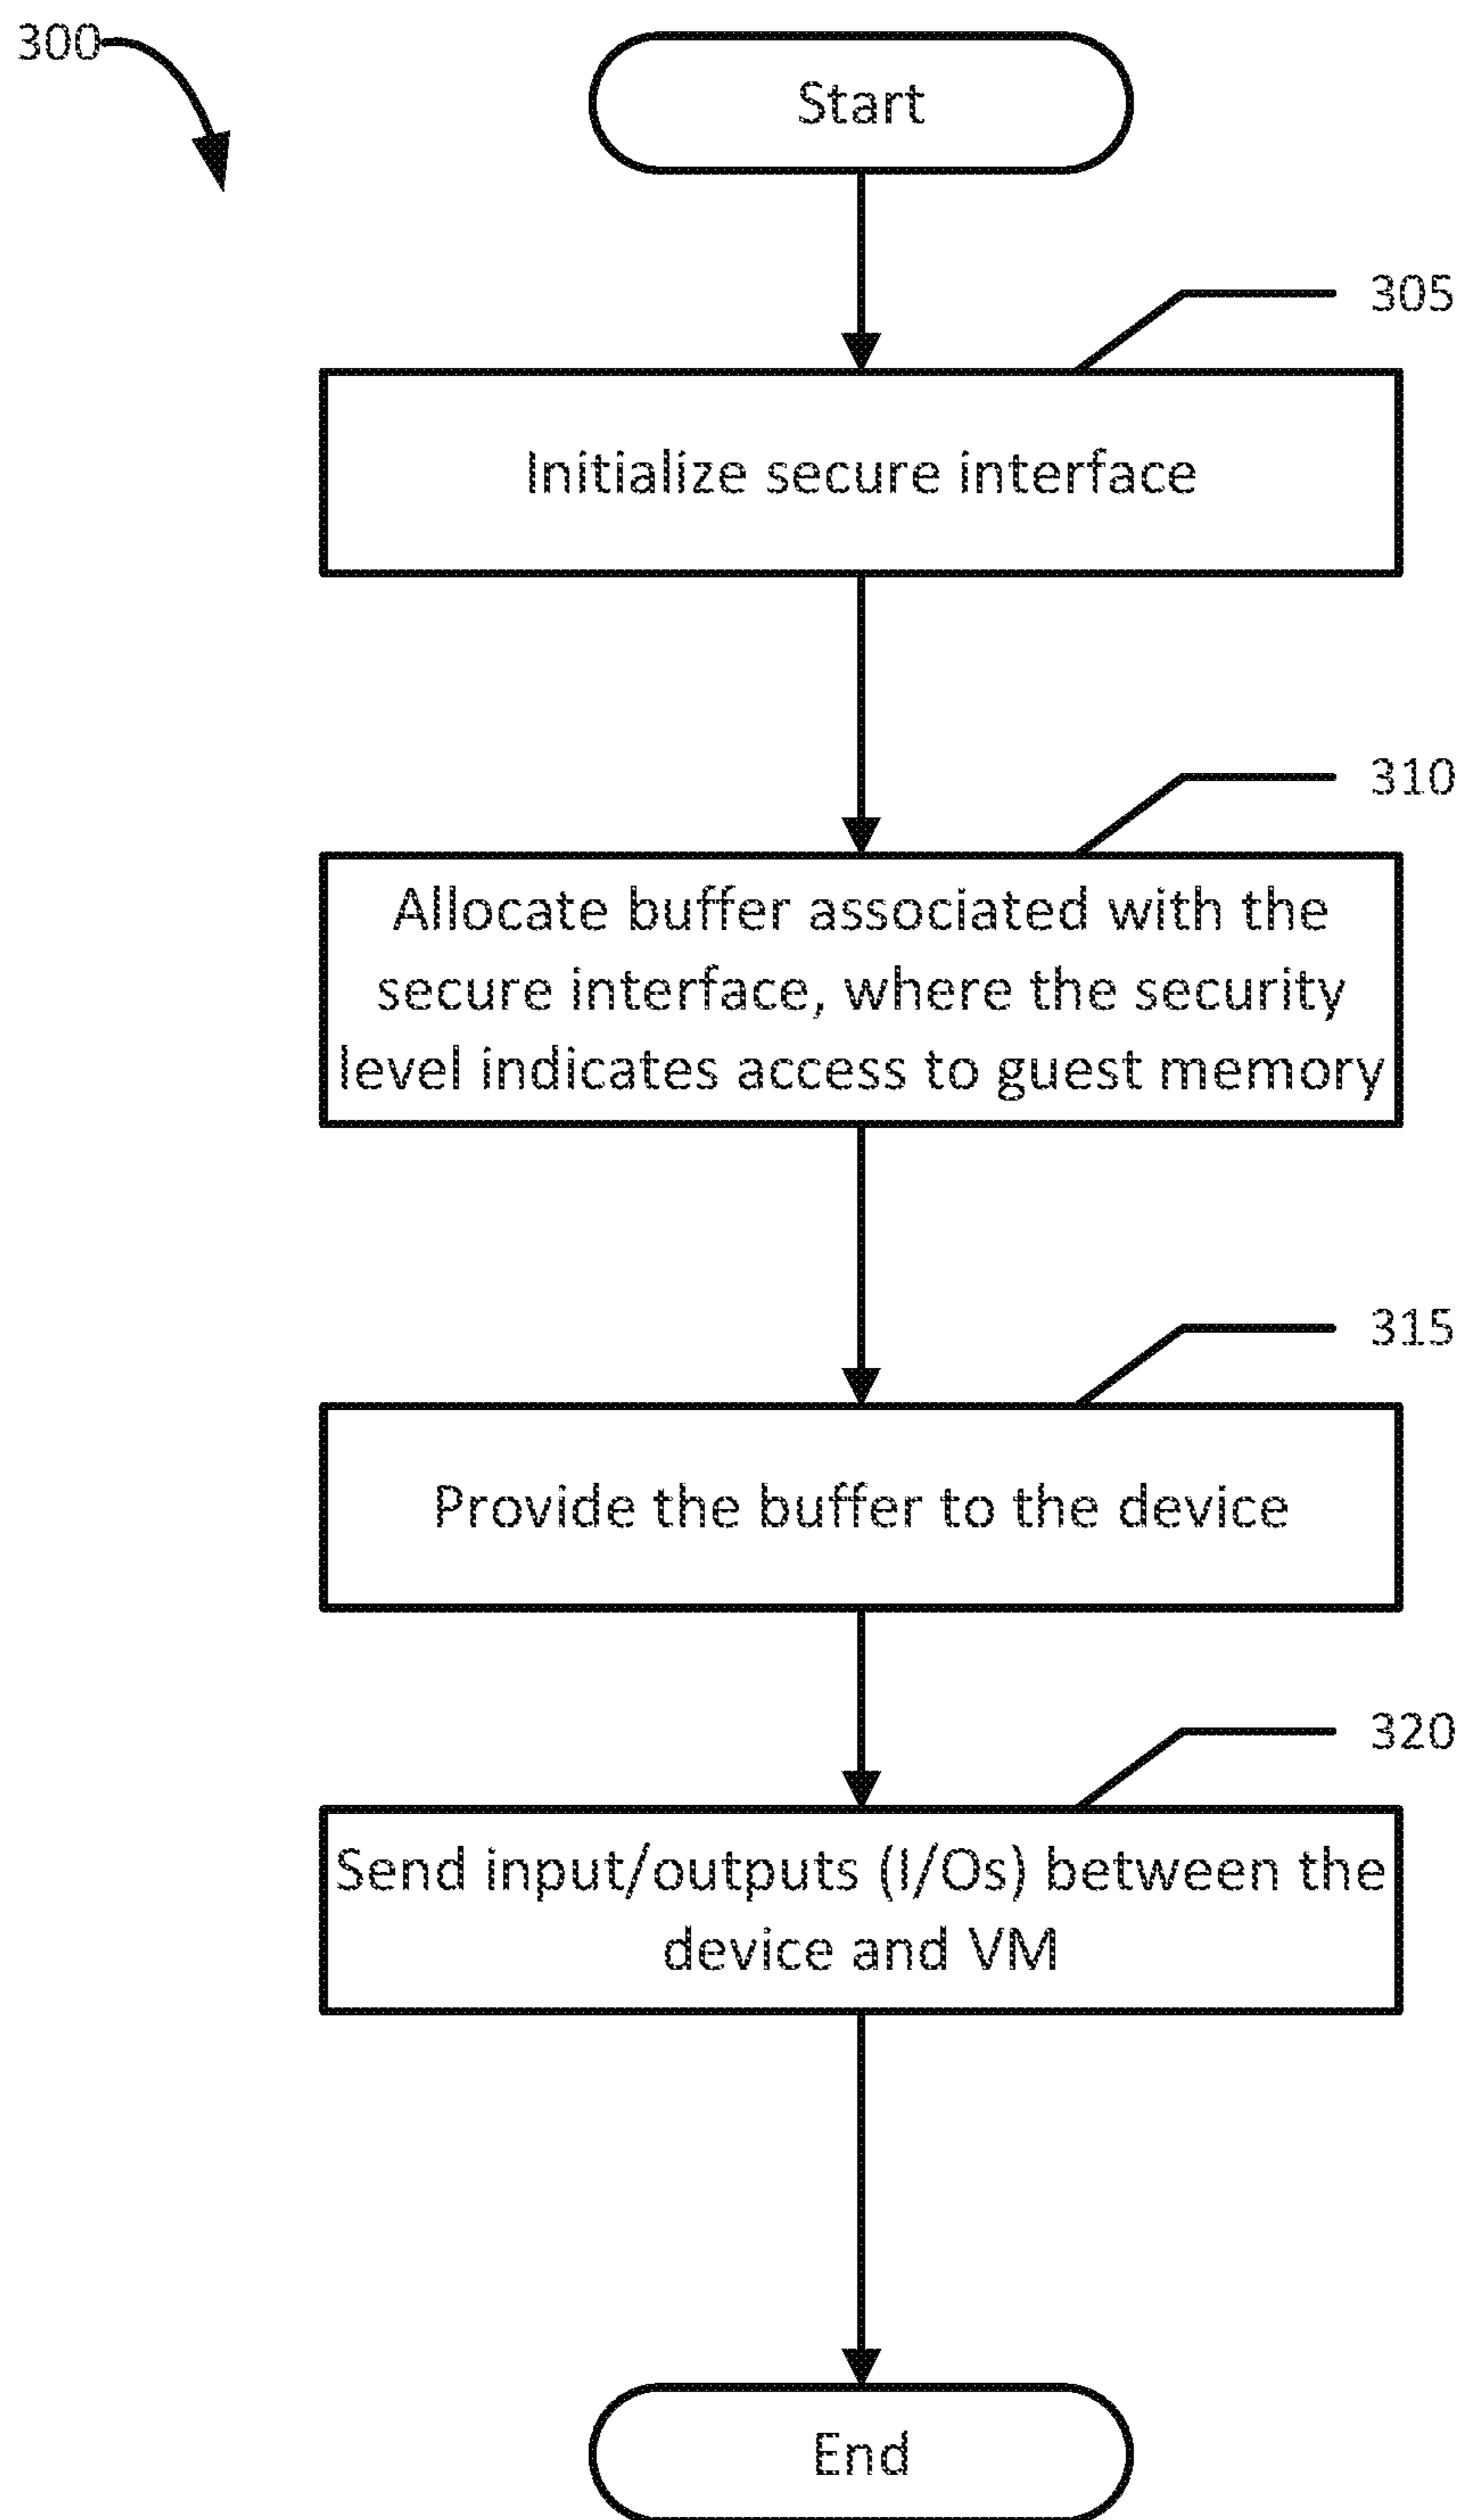 300
Start
305
Initialize secure interface
310
Allocate buffer associated with the
secure interface, where the security
level indicates access to guest memory
315
Provide the buffer to the device
320
Send input/outputs (I/Os) between the
device and VM
End